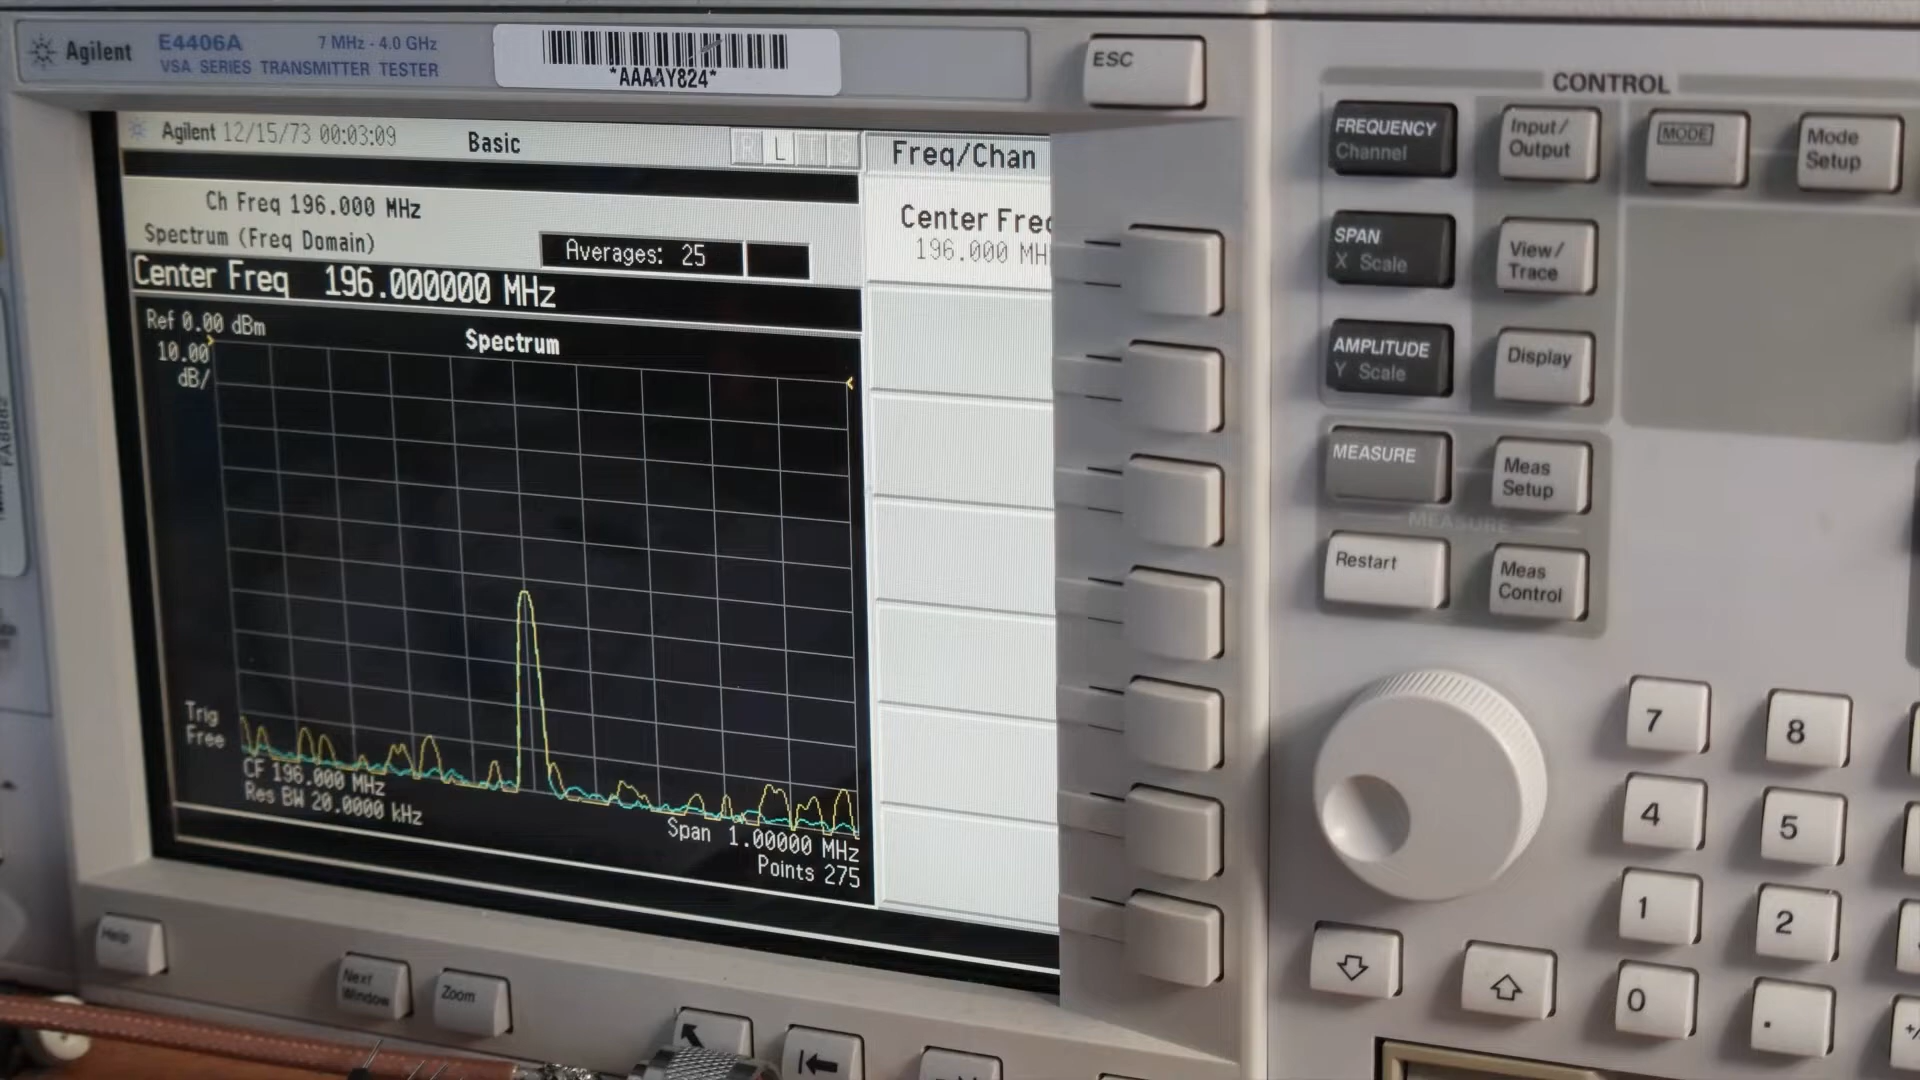 Agilent E4406A 7 MHz - 4.0 GHz
VSA SERIES TRANSMITTER TESTER
*AAAAY824*
ESC
Agilent 12/15/73 00:03:09 Basic L
Freq/Chan
Ch Freq 196.000 MHz
Spectrum (Freq Domain)
Averages: 25
Center Freq 196.000000 MHz
Center Freq
196.000 MH
Ref 0.00 dBm
Spectrum
10.00
dB/
Trig
Free
CF 196.000 MHz
Res BW 20.0000 kHz
Span 1.00000 MHz
Points 275
CONTROL
FREQUENCY
Channel
Input/
Output
MODE
Mode
Setup
SPAN
X Scale
View/
Trace
AMPLITUDE
Y Scale
Display
MEASURE
Meas
Setup
MEASURE
Restart
Meas
Control
7
8
4
5
1
2
0
.
Help
Next
Window
Zoom